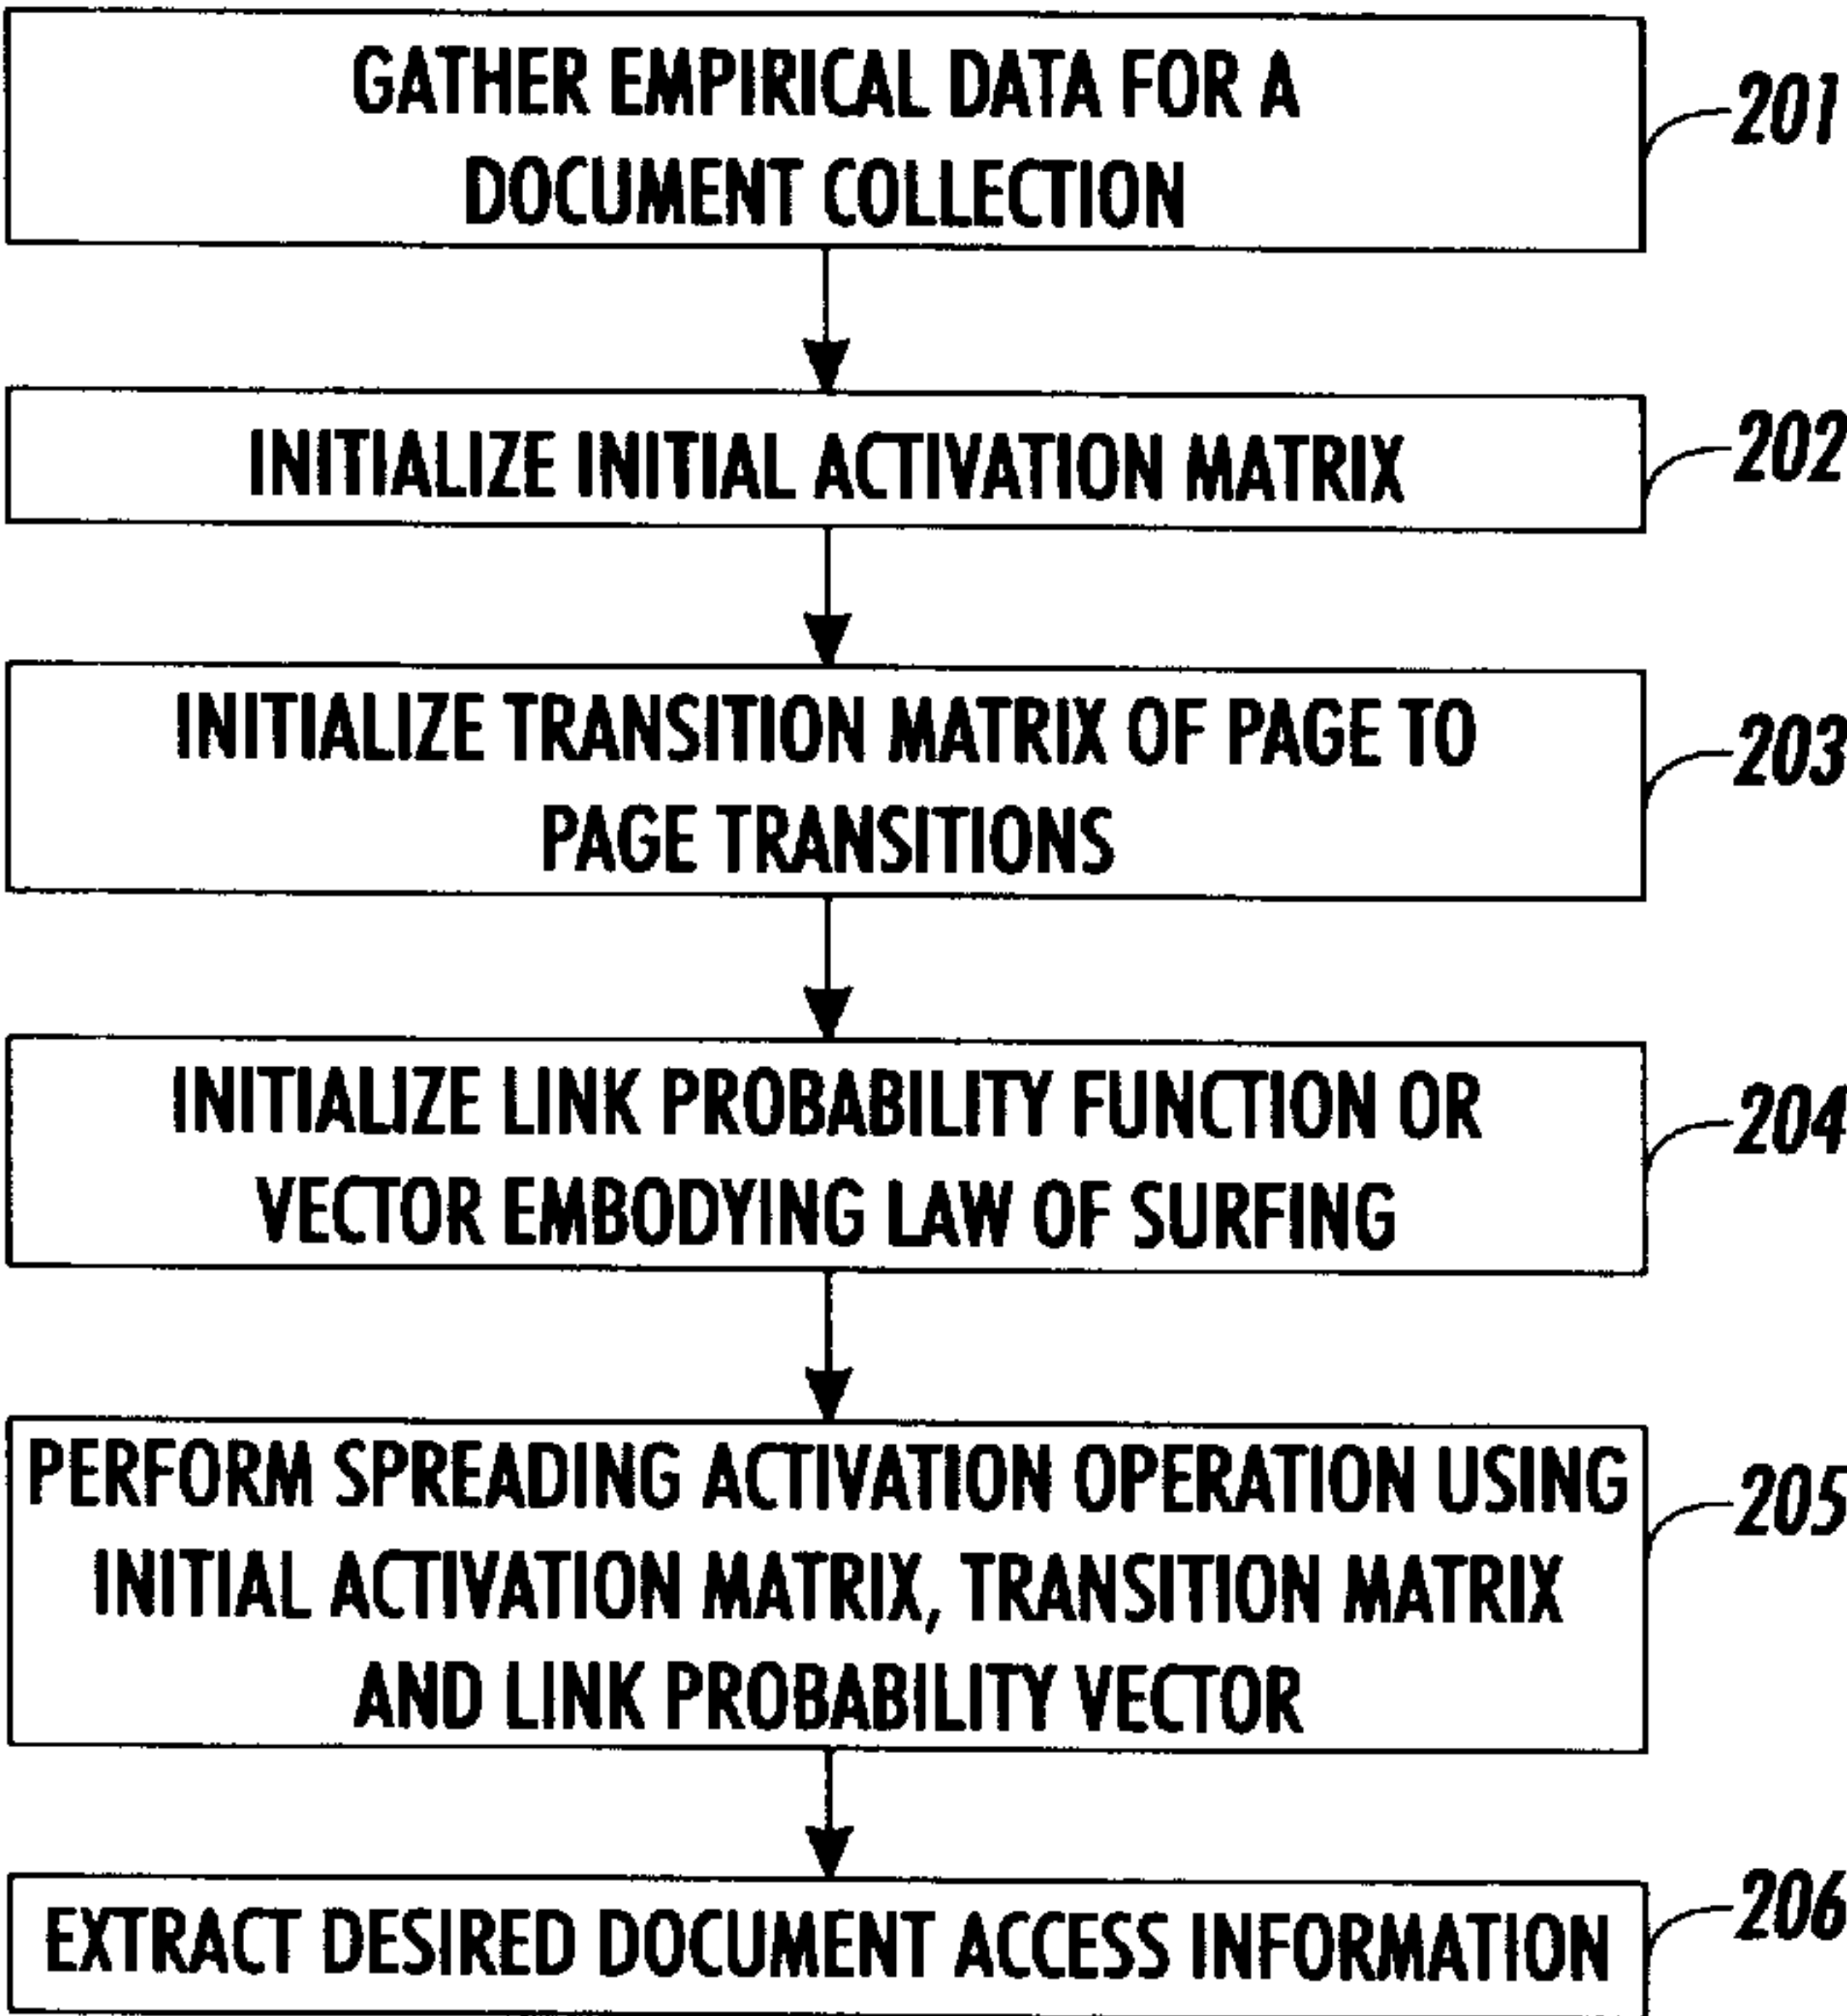 GATHER EMPIRICAL DATA FOR A
DOCUMENT COLLECTION
201
INITIALIZE INITIAL ACTIVATION MATRIX
202
INITIALIZE TRANSITION MATRIX OF PAGE TO
PAGE TRANSITIONS
203
INITIALIZE LINK PROBABILITY FUNCTION OR
VECTOR EMBODYING LAW OF SURFING
204
PERFORM SPREADING ACTIVATION OPERATION USING
INITIAL ACTIVATION MATRIX, TRANSITION MATRIX
AND LINK PROBABILITY VECTOR
205
EXTRACT DESIRED DOCUMENT ACCESS INFORMATION
206